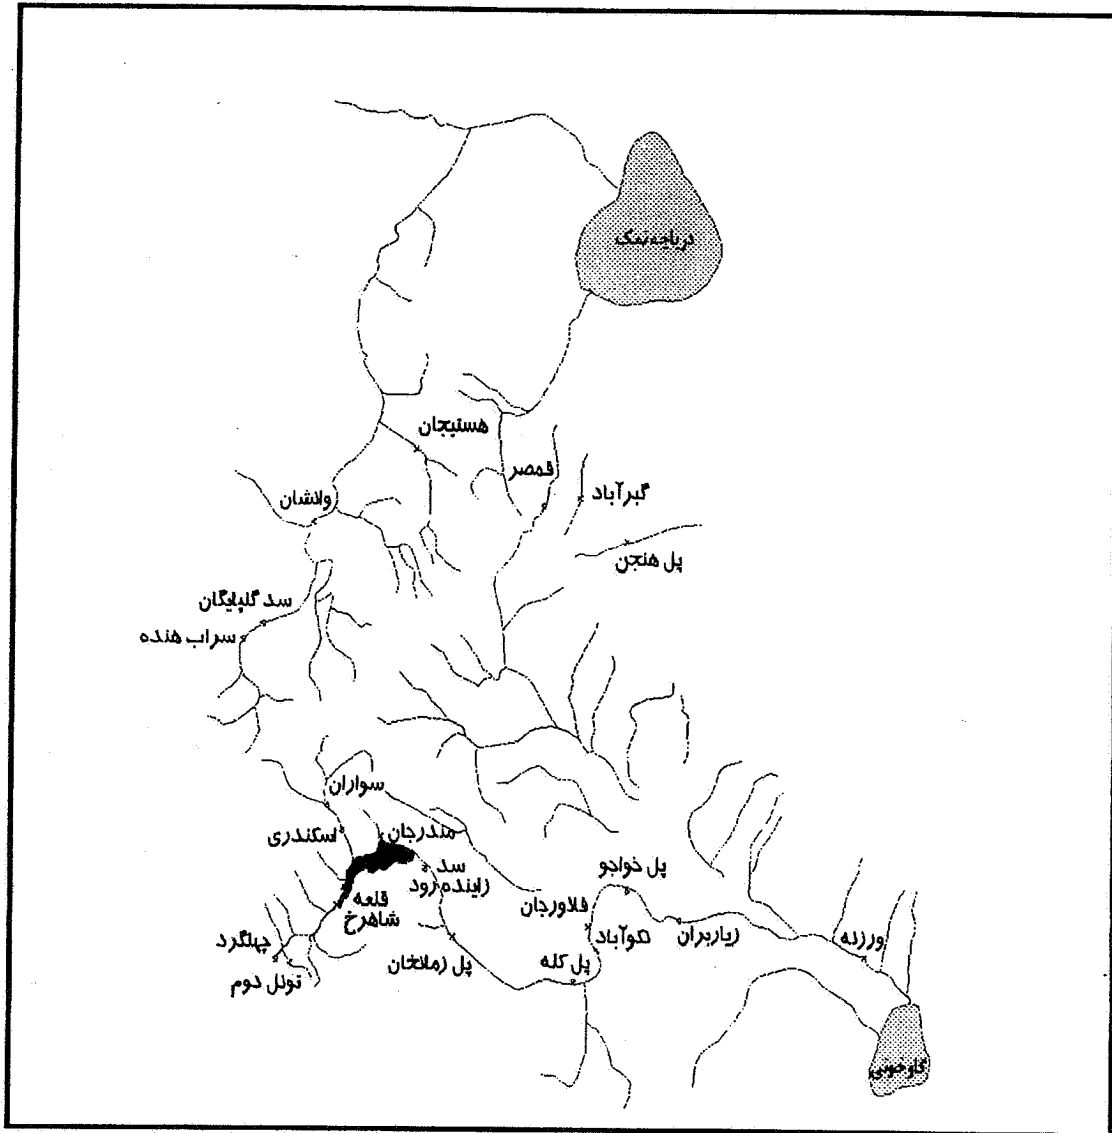 دریاچه نمک
هستیجان
قمصر
گبرآباد
ولاشان
پل هنجن
سد گلپایگان
سراب هنده
سواران
مندرجان
اسکندری
سد
زاینده رود
پل خواجو
قلعه
شاهرخ
فلاورجان
زیاربران
نکوآباد
ورزنه
چهلگرد
پل زمانخان
پل کله
تونل دوم
گاوخونی